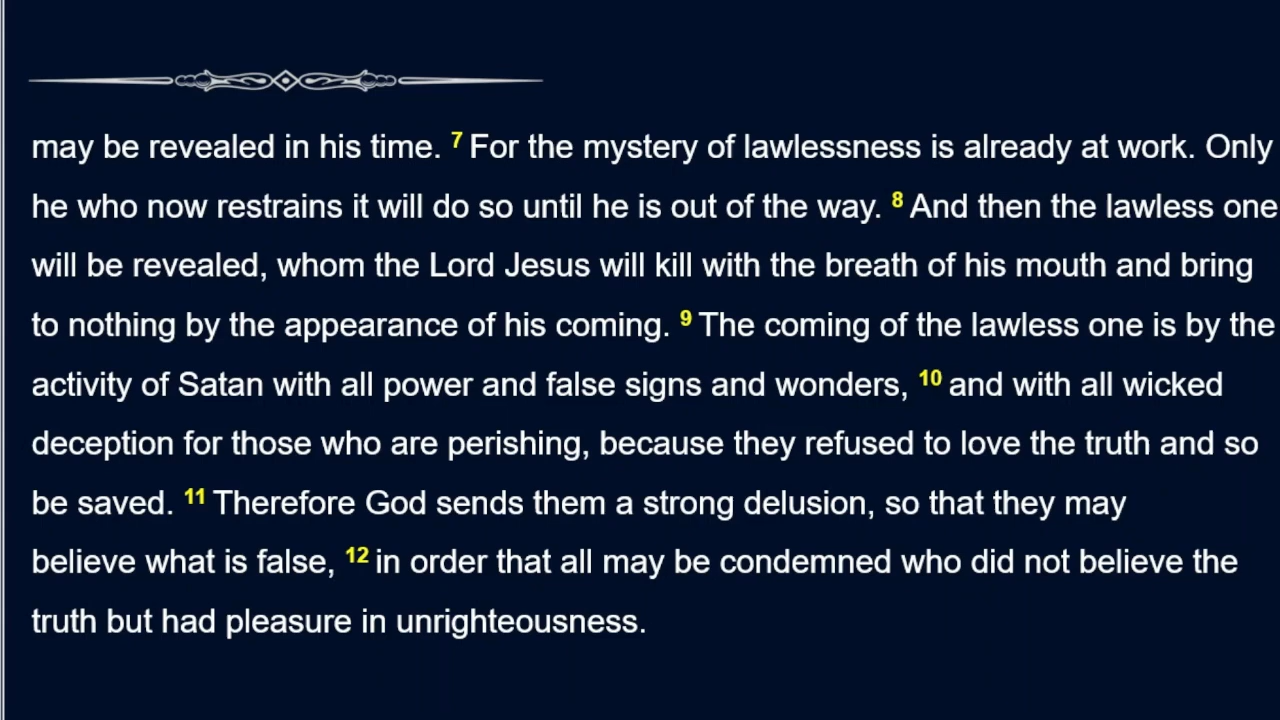 may be revealed in his time. 7 For the mystery of lawlessness is already at work. Only
he who now restrains it will do so until he is out of the way. 8 And then the lawless one
will be revealed, whom the Lord Jesus will kill with the breath of his mouth and bring
to nothing by the appearance of his coming. 9 The coming of the lawless one is by the
activity of Satan with all power and false signs and wonders, 10 and with all wicked
deception for those who are perishing, because they refused to love the truth and so
be saved. 11 Therefore God sends them a strong delusion, so that they may
believe what is false, 12 in order that all may be condemned who did not believe the
truth but had pleasure in unrighteousness.